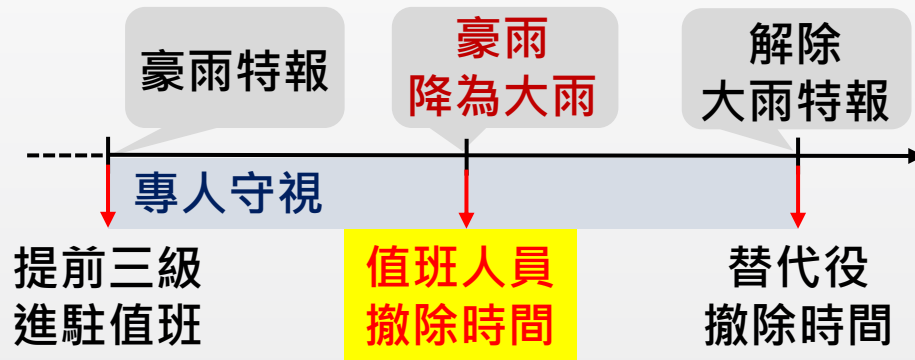 豪雨特報
豪雨
降為大雨
解除
大雨特報
專人守視
提前三級
進駐值班
值班人員
撤除時間
替代役
撤除時間